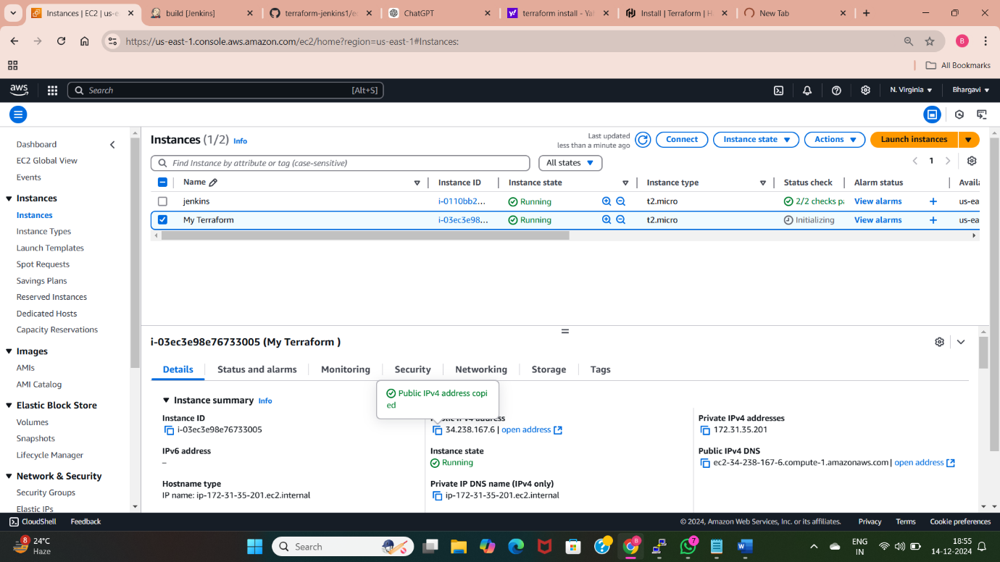 Instances | EC2 | us-e
build [Jenkins]
terraform-jenkins1/ec
ChatGPT
terraform install - Ya
Install | Terraform | H
New Tab
https://us-east-1.console.aws.amazon.com/ec2/home?region=us-east-1#Instances:
B
All Bookmarks
aws
Search
[Alt+S]
N. Virginia
Bhargavi
Dashboard
EC2 Global View
Events
Instances
Instances
Instance Types
Launch Templates
Spot Requests
Savings Plans
Reserved Instances
Dedicated Hosts
Capacity Reservations
Images
AMIs
AMI Catalog
Elastic Block Store
Volumes
Snapshots
Lifecycle Manager
Network & Security
Security Groups
Elastic IPs
Instances (1/2) Info
Last updated
less than a minute ago
Connect
Instance state
Actions
Launch instances
Find Instance by attribute or tag (case-sensitive)
All states
1
Name Instance ID Instance state Instance type Status check Alarm status Availa
jenkins i-0110bb2... Running t2.micro 2/2 checks pa View alarms + us-ea
My Terraform i-03ec3e98... Running t2.micro Initializing View alarms + us-ea
i-03ec3e98e76733005 (My Terraform )
Details Status and alarms Monitoring Security Networking Storage Tags
Public IPv4 address copi
ed
Instance summary Info
Instance ID
i-03ec3e98e76733005
Public IPv4 address
34.238.167.6 | open address
Private IPv4 addresses
172.31.35.201
IPv6 address
–
Instance state
Running
Public IPv4 DNS
ec2-34-238-167-6.compute-1.amazonaws.com | open address
Hostname type
IP name: ip-172-31-35-201.ec2.internal
Private IP DNS name (IPv4 only)
ip-172-31-35-201.ec2.internal
CloudShell Feedback
© 2024, Amazon Web Services, Inc. or its affiliates. Privacy Terms Cookie preferences
8
24°C
Haze
Search
B
7
ENG
IN
18:55
14-12-2024